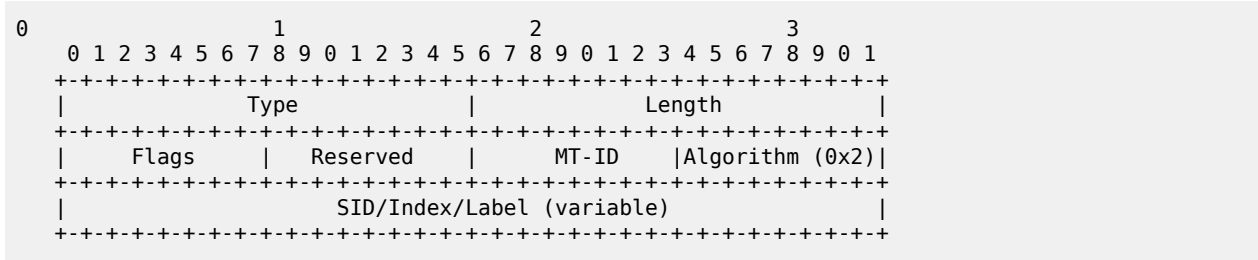 0                   1                   2                   3
    0 1 2 3 4 5 6 7 8 9 0 1 2 3 4 5 6 7 8 9 0 1 2 3 4 5 6 7 8 9 0 1
   +-+-+-+-+-+-+-+-+-+-+-+-+-+-+-+-+-+-+-+-+-+-+-+-+-+-+-+-+-+-+-+-+
   |              Type             |             Length            |
   +-+-+-+-+-+-+-+-+-+-+-+-+-+-+-+-+-+-+-+-+-+-+-+-+-+-+-+-+-+-+-+-+
   |     Flags     |   Reserved    |      MT-ID    |Algorithm (0x2)|
   +-+-+-+-+-+-+-+-+-+-+-+-+-+-+-+-+-+-+-+-+-+-+-+-+-+-+-+-+-+-+-+-+
   |                     SID/Index/Label (variable)                |
   +-+-+-+-+-+-+-+-+-+-+-+-+-+-+-+-+-+-+-+-+-+-+-+-+-+-+-+-+-+-+-+-+